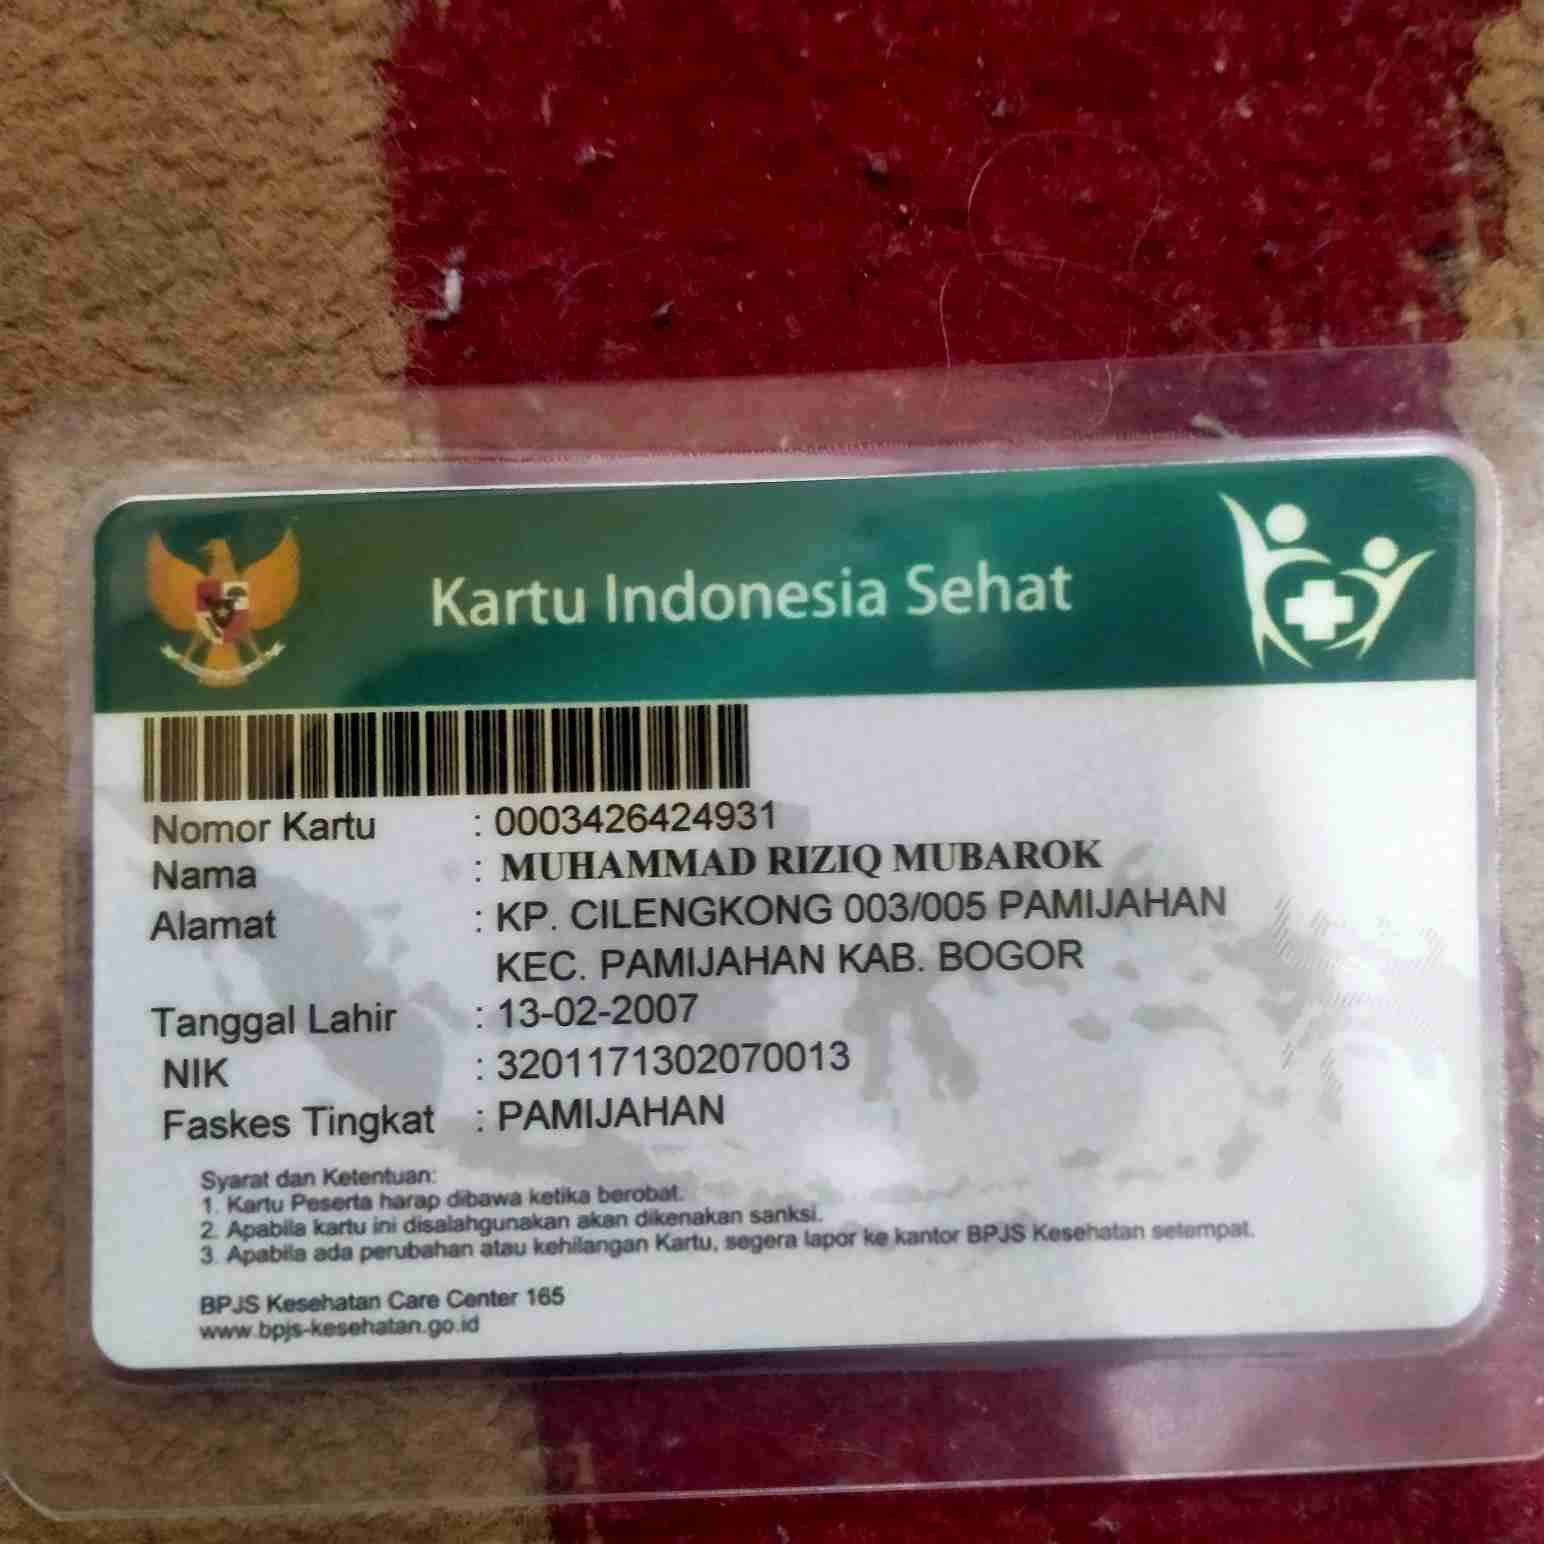 Kartu Indonesia Sehat
Nomor Kartu : 0003426424931
Nama : MUHAMMAD RIZIQ MUBAROK
Alamat : KP. CILENGKONG 003/005 PAMIJAHAN
KEC. PAMIJAHAN KAB. BOGOR
Tanggal Lahir : 13-02-2007
NIK : 3201171302070013
Faskes Tingkat : PAMIJAHAN
Syarat dan Ketentuan:
1. Kartu Peserta harap dibawa ketika berobat.
2. Apabila kartu ini disalahgunakan akan dikenakan sanksi.
3. Apabila ada perubahan atau kehilangan Kartu, segera lapor ke kantor BPJS Kesehatan setempat.
BPJS Kesehatan Care Center 165
www.bpjs-kesehatan.go.id